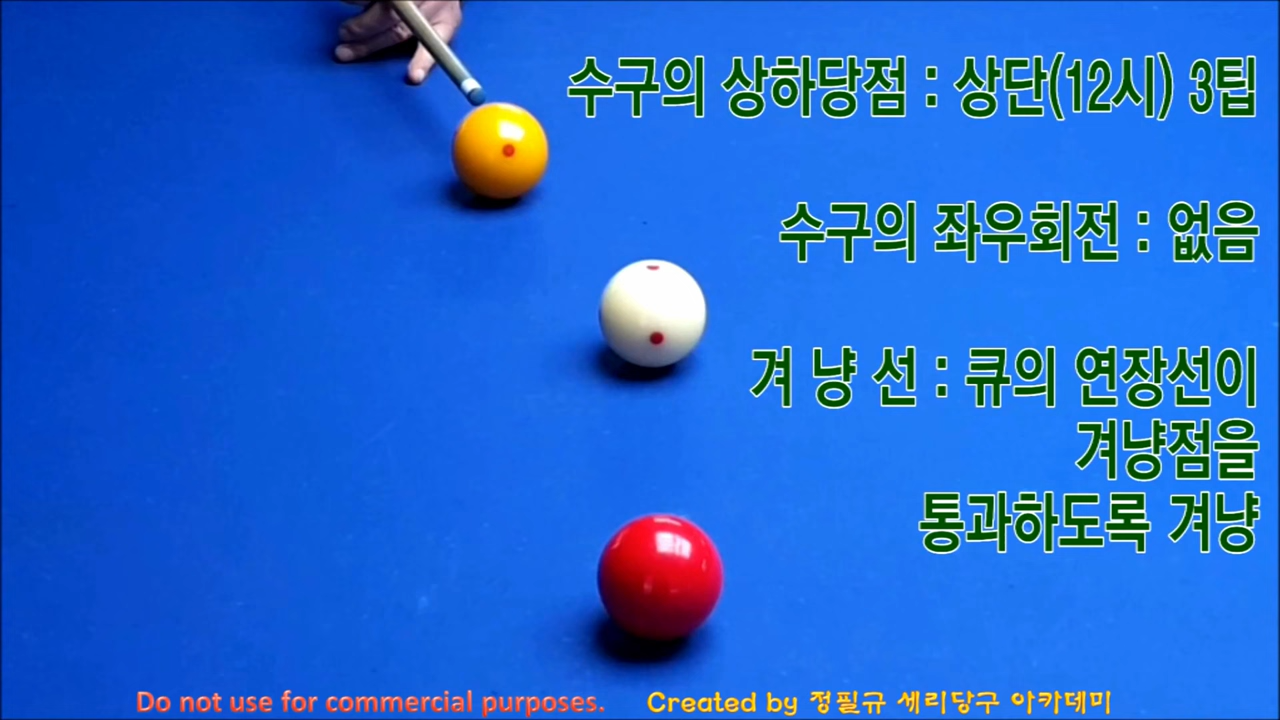 수구의 상하당점 : 상단(12시) 3팁
수구의 좌우회전 : 없음
겨 냥 선 : 큐의 연장선이
겨냥점을
통과하도록 겨냥
Do not use for commercial purposes. Created by 정필규 세리당구 아카데미